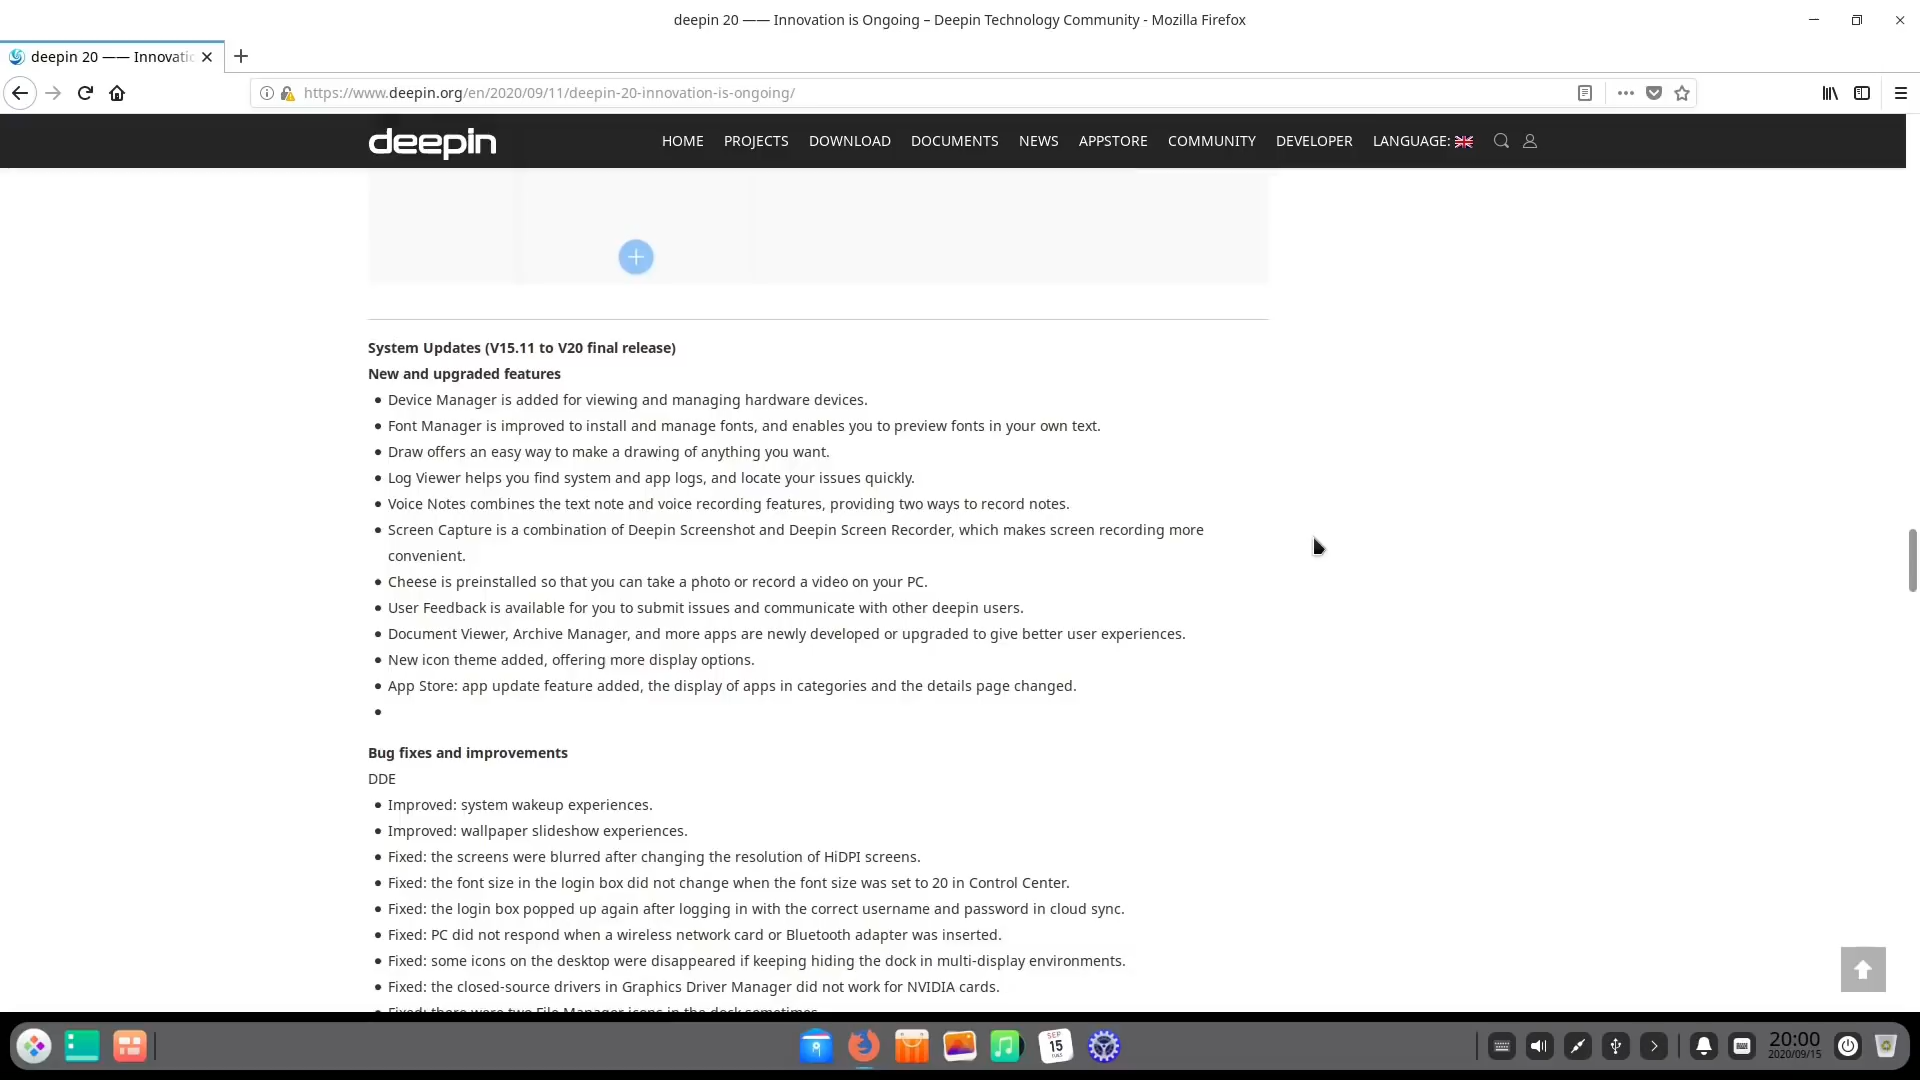 deepin 20 —— Innovation is Ongoing – Deepin Technology Community - Mozilla Firefox
deepin 20 —— Innovatic
https://www.deepin.org/en/2020/09/11/deepin-20-innovation-is-ongoing/
deepin HOME PROJECTS DOWNLOAD DOCUMENTS NEWS APPSTORE COMMUNITY DEVELOPER LANGUAGE:
System Updates (V15.11 to V20 final release)
New and upgraded features
• Device Manager is added for viewing and managing hardware devices.
• Font Manager is improved to install and manage fonts, and enables you to preview fonts in your own text.
• Draw offers an easy way to make a drawing of anything you want.
• Log Viewer helps you find system and app logs, and locate your issues quickly.
• Voice Notes combines the text note and voice recording features, providing two ways to record notes.
• Screen Capture is a combination of Deepin Screenshot and Deepin Screen Recorder, which makes screen recording more
convenient.
• Cheese is preinstalled so that you can take a photo or record a video on your PC.
• User Feedback is available for you to submit issues and communicate with other deepin users.
• Document Viewer, Archive Manager, and more apps are newly developed or upgraded to give better user experiences.
• New icon theme added, offering more display options.
• App Store: app update feature added, the display of apps in categories and the details page changed.
•
Bug fixes and improvements
DDE
• Improved: system wakeup experiences.
• Improved: wallpaper slideshow experiences.
• Fixed: the screens were blurred after changing the resolution of HiDPI screens.
• Fixed: the font size in the login box did not change when the font size was set to 20 in Control Center.
• Fixed: the login box popped up again after logging in with the correct username and password in cloud sync.
• Fixed: PC did not respond when a wireless network card or Bluetooth adapter was inserted.
• Fixed: some icons on the desktop were disappeared if keeping hiding the dock in multi-display environments.
• Fixed: the closed-source drivers in Graphics Driver Manager did not work for NVIDIA cards.
• Fixed: there were two File Manager icons in the dock sometimes.
SEP
15
TUES
20:00
2020/09/15